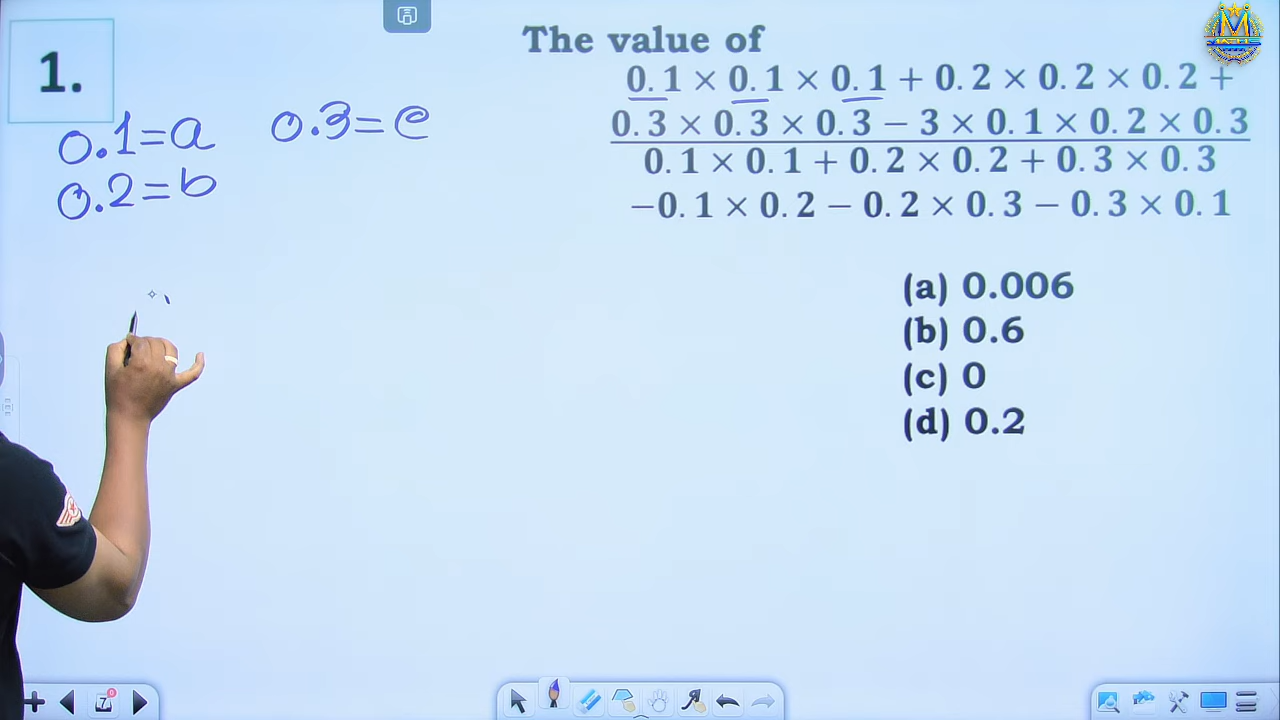 1.
The value of
0.1 × 0.1 × 0.1 + 0.2 × 0.2 × 0.2 +
0.3 × 0.3 × 0.3 − 3 × 0.1 × 0.2 × 0.3
0.1 × 0.1 + 0.2 × 0.2 + 0.3 × 0.3
−0.1 × 0.2 − 0.2 × 0.3 − 0.3 × 0.1
0.1=a 0.3=c
0.2=b
(a) 0.006
(b) 0.6
(c) 0
(d) 0.2
M
7